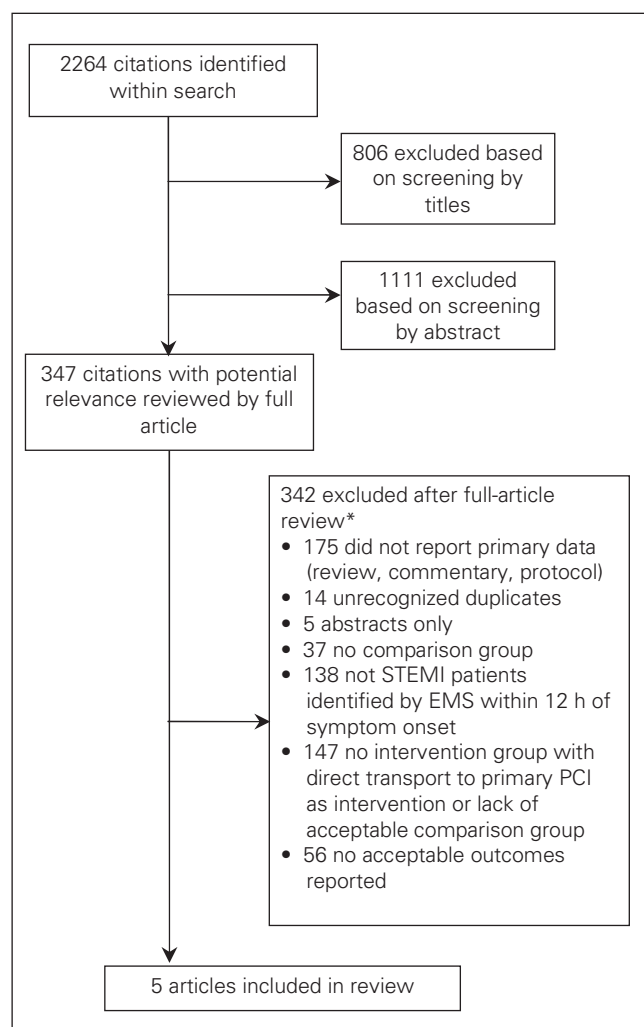 2264 citations identified
within search
806 excluded based
on screening by
titles
1111 excluded
based on screening
by abstract
347 citations with potential
relevance reviewed by full
article
342 excluded after full-article
review*
• 175 did not report primary data
(review, commentary, protocol)
• 14 unrecognized duplicates
• 5 abstracts only
• 37 no comparison group
• 138 not STEMI patients
identified by EMS within 12 h of
symptom onset
• 147 no intervention group with
direct transport to primary PCI
as intervention or lack of
acceptable comparison group
• 56 no acceptable outcomes
reported
5 articles included in review